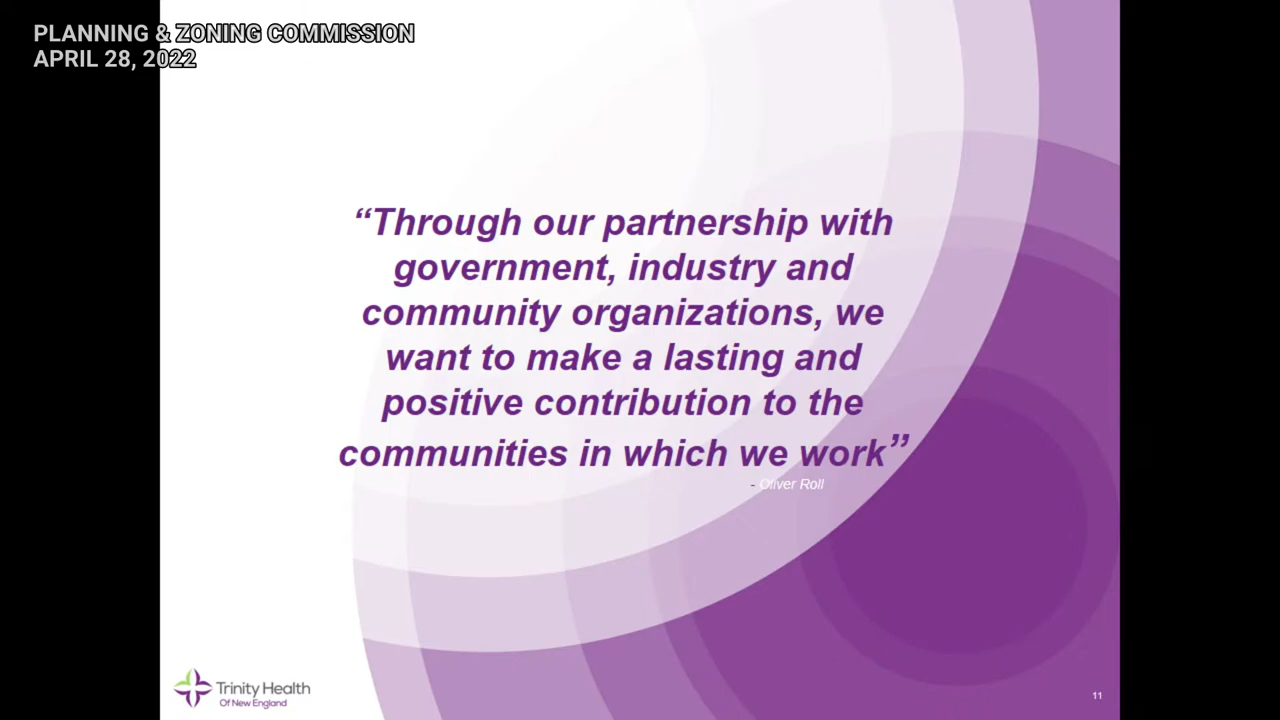 PLANNING & ZONING COMMISSION
APRIL 28, 2022
“Through our partnership with
government, industry and
community organizations, we
want to make a lasting and
positive contribution to the
communities in which we work”
- Oliver Roll
Trinity Health
Of New England
11